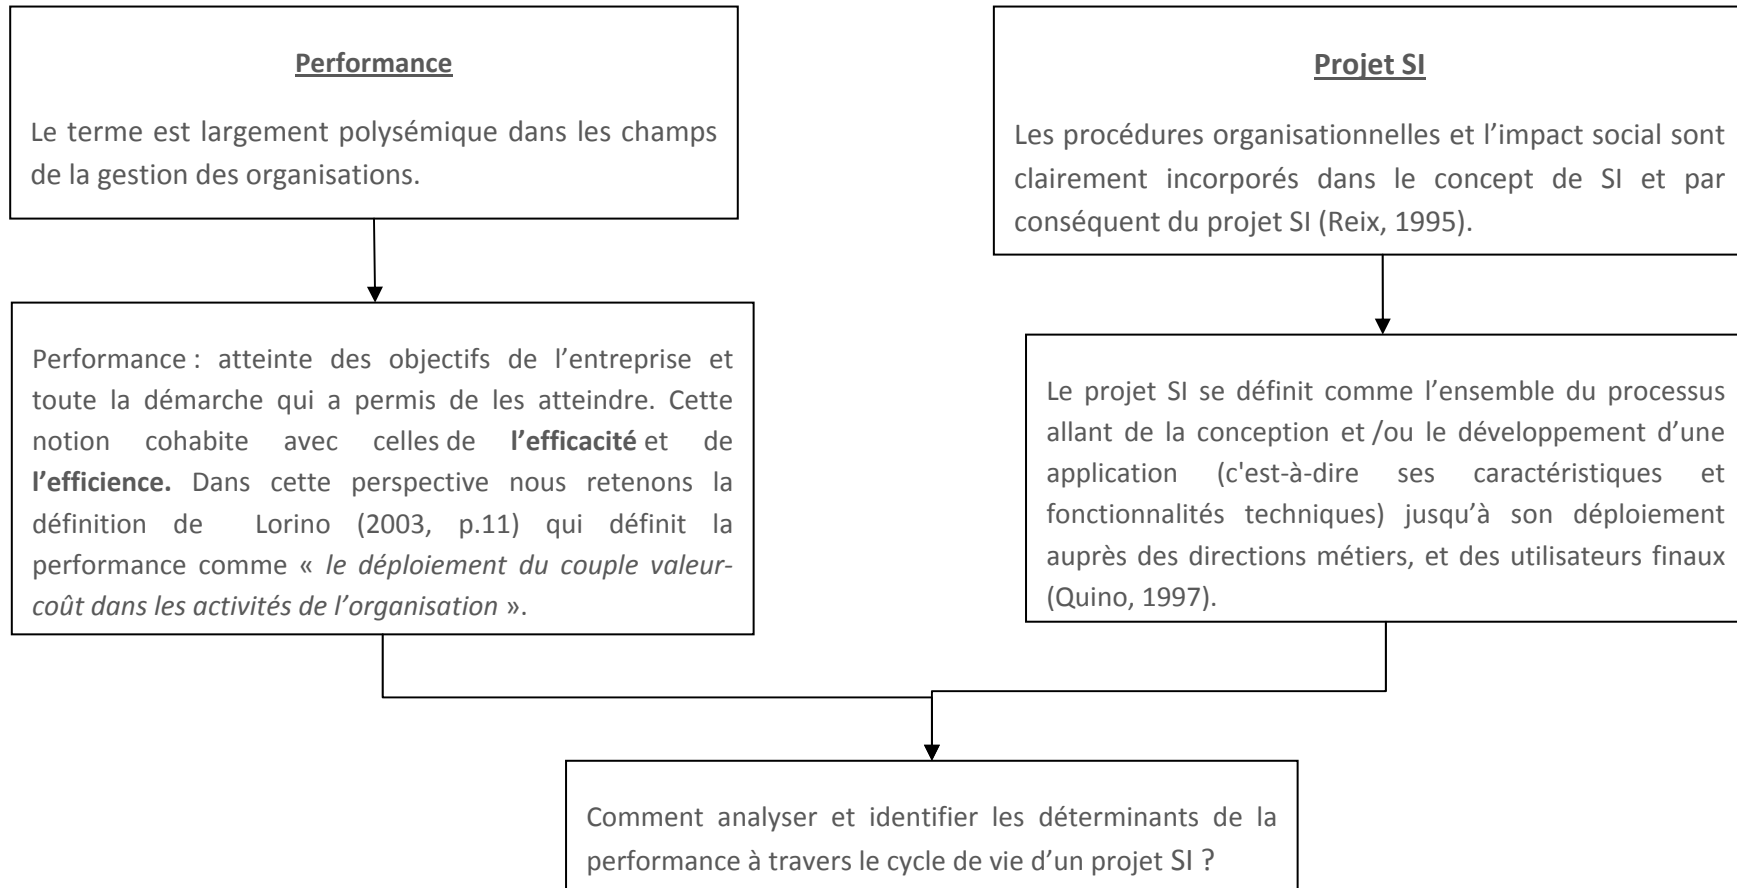 Performance
Le terme est largement polysémique dans les champs
de la gestion des organisations.
Projet SI
Les procédures organisationnelles et l’impact social sont
clairement incorporés dans le concept de SI et par
conséquent du projet SI (Reix, 1995).
Performance : atteinte des objectifs de l’entreprise et
toute la démarche qui a permis de les atteindre. Cette
notion cohabite avec celles de l’efficacité et de
l’efficience. Dans cette perspective nous retenons la
définition de Lorino (2003, p.11) qui définit la
performance comme « le déploiement du couple valeur-
coût dans les activités de l’organisation ».
Le projet SI se définit comme l’ensemble du processus
allant de la conception et /ou le développement d’une
application (c'est-à-dire ses caractéristiques et
fonctionnalités techniques) jusqu’à son déploiement
auprès des directions métiers, et des utilisateurs finaux
(Quino, 1997).
Comment analyser et identifier les déterminants de la
performance à travers le cycle de vie d’un projet SI ?